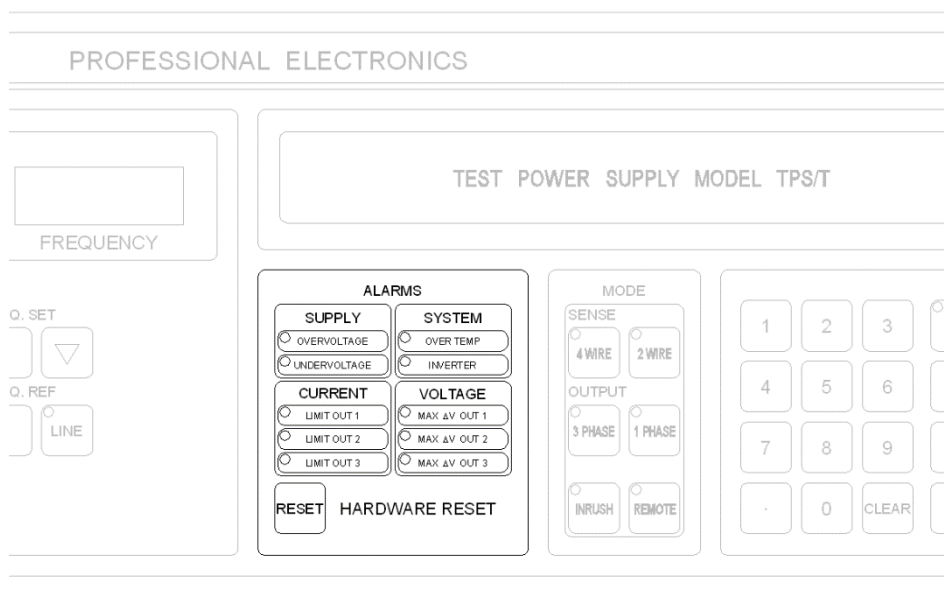 PROFESSIONAL ELECTRONICS
TEST POWER SUPPLY MODEL TPS/T
FREQUENCY
Q. SET
Q. REF
LINE
ALARMS
SUPPLY
OVERVOLTAGE
UNDERVOLTAGE
SYSTEM
OVER TEMP
INVERTER
CURRENT
LIMIT OUT 1
LIMIT OUT 2
LIMIT OUT 3
VOLTAGE
MAX ΔV OUT 1
MAX ΔV OUT 2
MAX ΔV OUT 3
RESET HARDWARE RESET
MODE
SENSE
4 WIRE 2 WIRE
OUTPUT
3 PHASE 1 PHASE
INRUSH REMOTE
1 2 3
4 5 6
7 8 9
. 0 CLEAR